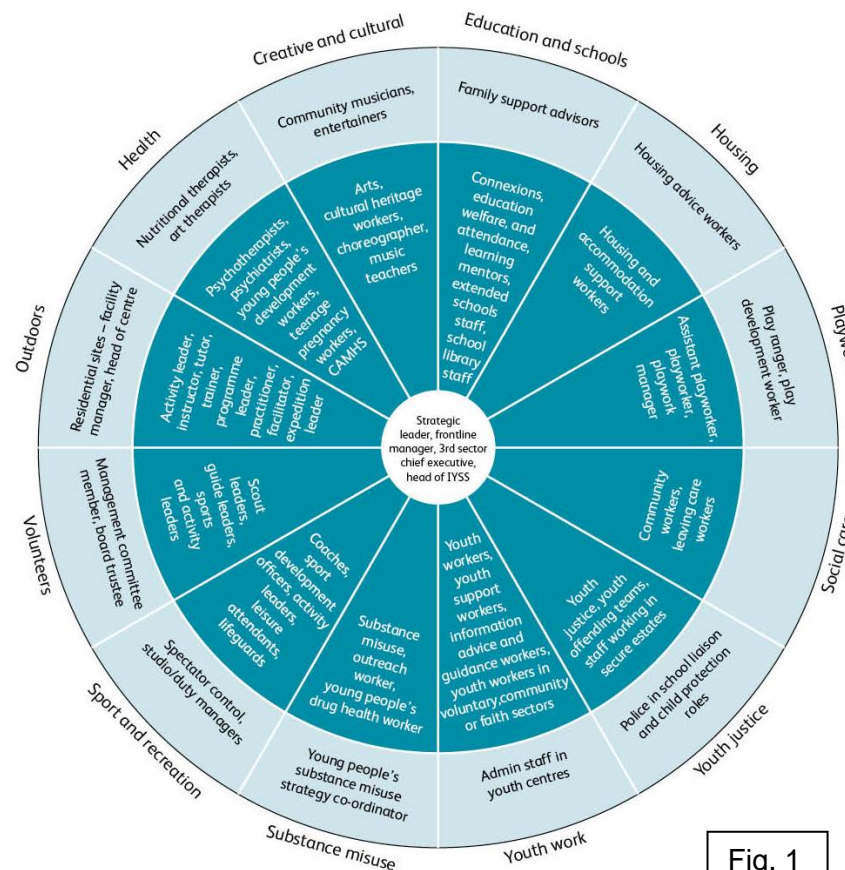 Creative and cultural
Education and schools
Housing
Playwo
Social care
Youth justice
Youth work
Substance misuse
Sport and recreation
Volunteers
Outdoors
Health
Community musicians,
entertainers
Family support advisors
Housing advice workers
Play ranger, play
development worker
Police in school liaison
and child protection
roles
Admin staff in
youth centres
Young people's
substance misuse
strategy co-ordinator
Spectator control,
studio/duty managers
Management committee
member, board trustee
Residential sites – facility
manager, head of centre
Nutritional therapists,
art therapists
Arts,
cultural heritage
workers,
choreographer,
music
teachers
Connexions,
education
welfare, and
attendance,
learning
mentors,
extended
schools
staff,
school
library
staff
Housing and
accommodation
support
workers
Assistant playworker,
playworker,
playwork
manager
Community
workers,
leaving care
workers
Youth
justice, youth
offending teams,
staff working in
secure estates
Youth
workers,
youth
support
workers,
information
advice and
guidance workers,
youth workers in
voluntary,community
or faith sectors
Substance
misuse,
outreach
worker,
young people's
drug health worker
Coaches,
sport
development
officers, activity
leaders,
leisure
attendants,
lifeguards
Scout
leaders,
guide leaders,
sports
and activity
leaders
Activity leader,
instructor, tutor,
trainer,
programme
leader,
practitioner,
facilitator,
expedition
leader
Psychotherapists,
psychiatrists,
young people's
development
workers,
teenage
pregnancy
workers,
CAMHS
Strategic
leader, frontline
manager, 3rd sector
chief executive,
head of IYSS
Fig. 1